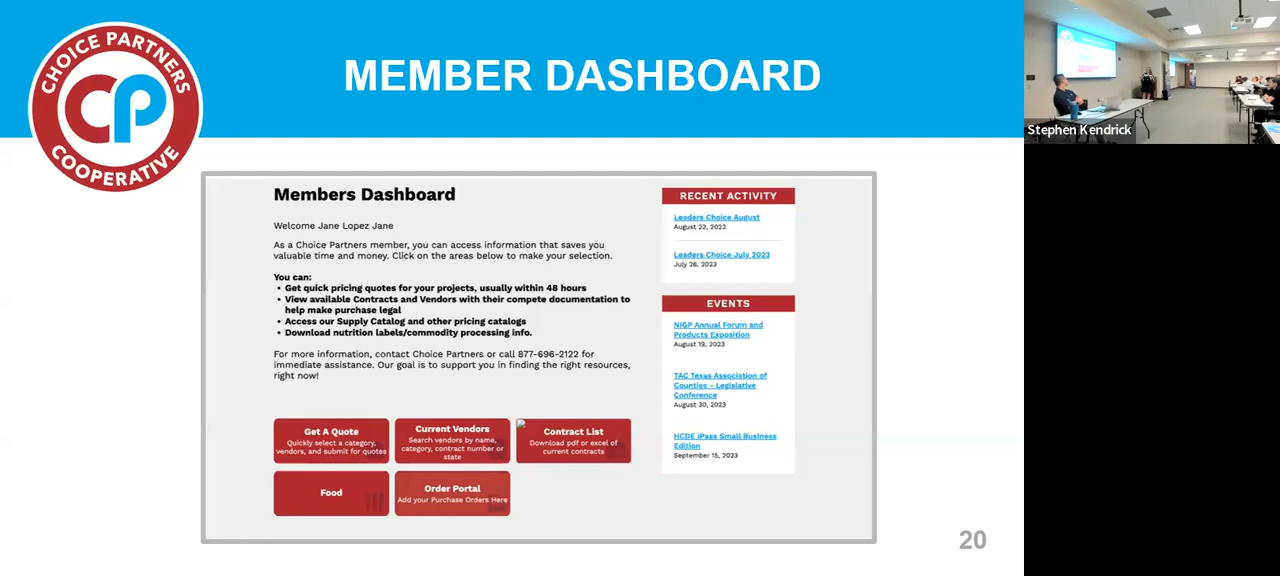 CHOICE PARTNERS
CP
COOPERATIVE
MEMBER DASHBOARD
Members Dashboard
Welcome Jane Lopez Jane
As a Choice Partners member, you can access information that saves you
valuable time and money. Click on the areas below to make your selection.
You can:
• Get quick pricing quotes for your projects, usually within 48 hours
• View available Contracts and Vendors with their compete documentation to
help make purchase legal
• Access our Supply Catalog and other pricing catalogs
• Download nutrition labels/commodity processing info.
For more information, contact Choice Partners or call 877-696-2122 for
immediate assistance. Our goal is to support you in finding the right resources,
right now!
Get A Quote
Quickly select a category,
vendors, and submit for quotes
Current Vendors
Search vendors by name,
category, contract number or
state
Contract List
Download pdf or excel of
current contracts
Food
Order Portal
Add your Purchase Orders Here
RECENT ACTIVITY
Leaders Choice August
August 22, 2023
Leaders Choice July 2023
July 26, 2023
EVENTS
NIGP Annual Forum and
Products Exposition
August 19, 2023
TAC Texas Association of
Counties - Legislative
Conference
August 30, 2023
HCDE iPass Small Business
Edition
September 15, 2023
20
Stephen Kendrick